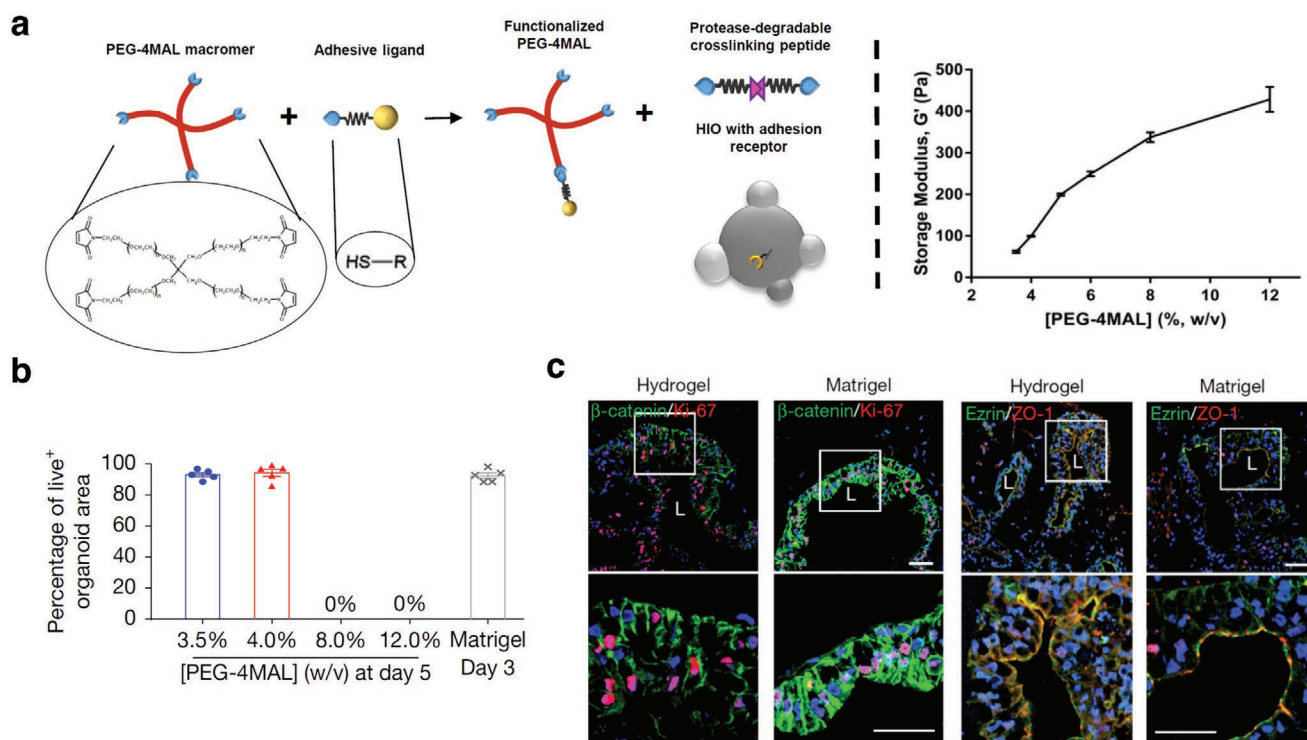 a
PEG-4MAL macromer
Adhesive ligand
Functionalized
PEG-4MAL
Protease-degradable
crosslinking peptide
+
+
HIO with adhesion
receptor
HS—R
Storage Modulus, G' (Pa)
500
400
300
200
100
0
4
6
8
10
12
[PEG-4MAL] (%, w/v)
b
Percentage of live+
organoid area
100
80
60
40
20
0
0%
0%
3.5%
4.0%
8.0%
12.0%
Matrigel
[PEG-4MAL] (w/v) at day 5
Day 3
c
Hydrogel
Matrigel
Hydrogel
Matrigel
β-catenin/Ki-67
β-catenin/Ki-67
Ezrin/ZO-1
Ezrin/ZO-1
L
L
L
L
L